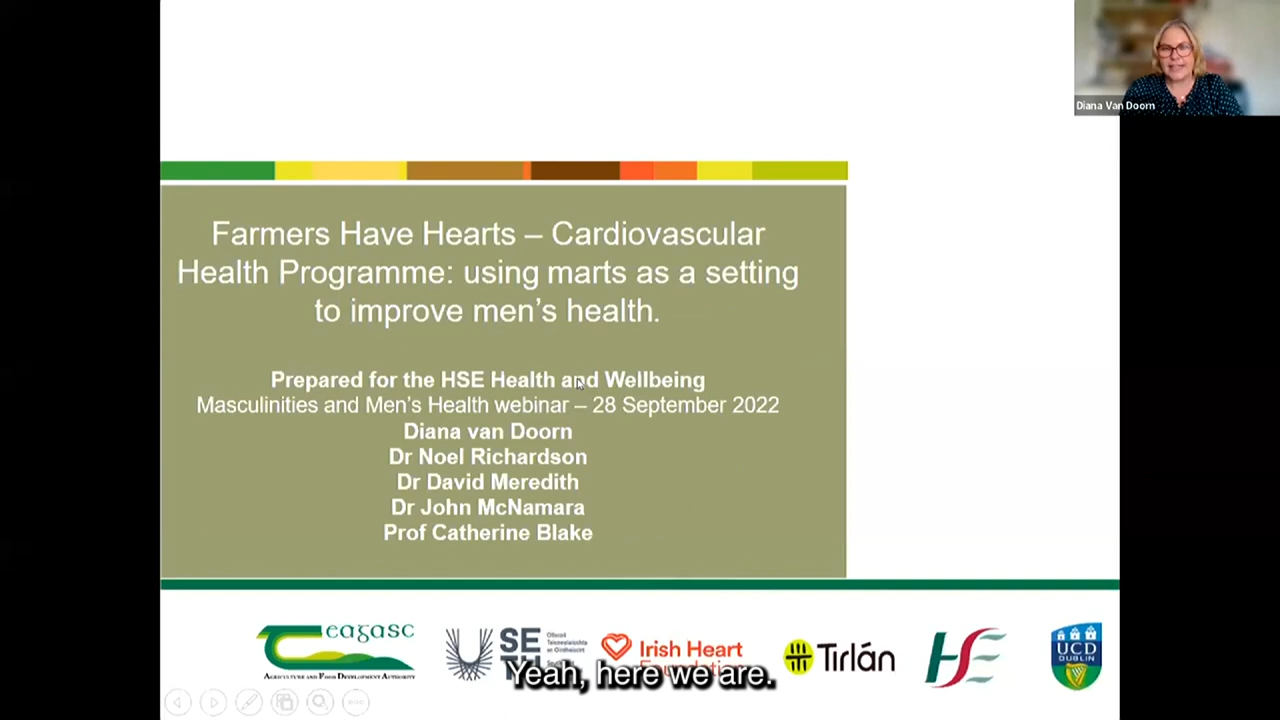 Diana Van Doorn
Farmers Have Hearts – Cardiovascular
Health Programme: using marts as a setting
to improve men's health.
Prepared for the HSE Health and Wellbeing
Masculinities and Men's Health webinar – 28 September 2022
Diana van Doorn
Dr Noel Richardson
Dr David Meredith
Dr John McNamara
Prof Catherine Blake
Teagasc
Agriculture and Food Development Authority
SE
Irish Heart
Tirlán
HSE
UCD
DUBLIN
Yeah, here we are.